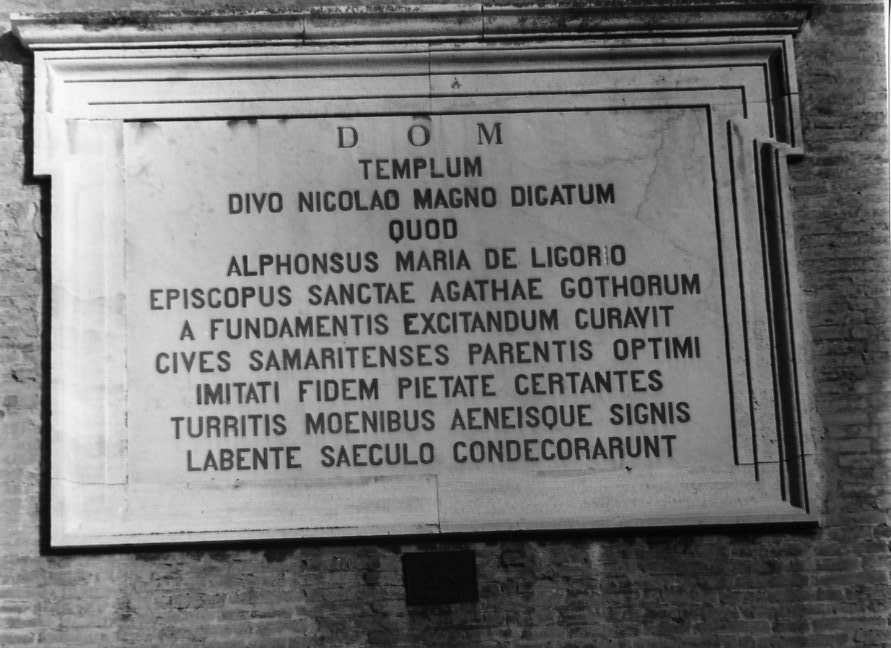 D O M
TEMPLUM
DIVO NICOLAO MAGNO DICATUM
QUOD
ALPHONSUS MARIA DE LIGORIO
EPISCOPUS SANCTAE AGATHAE GOTHORUM
A FUNDAMENTIS EXCITANDUM CURAVIT
CIVES SAMARITENSES PARENTIS OPTIMI
IMITATI FIDEM PIETATE CERTANTES
TURRITIS MOENIBUS AENEISQUE SIGNIS
LABENTE SAECULO CONDECORARUNT